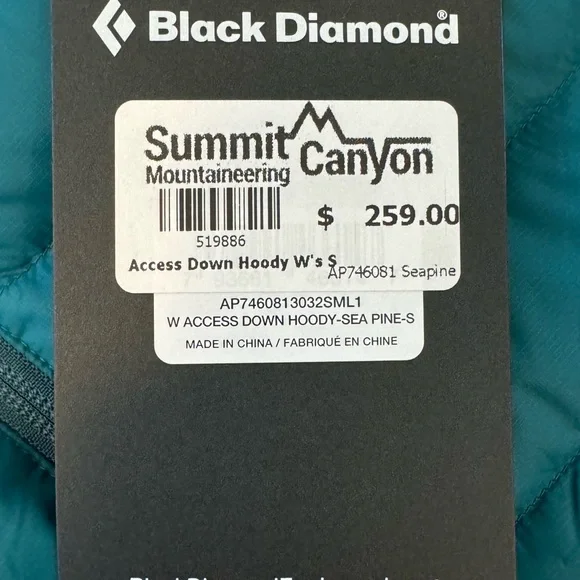 Black Diamond®
Summit Canyon
Mountaineering
$ 259.00
519886
Access Down Hoody W's S
AP746081 Seapine
AP7460813032SML1
W ACCESS DOWN HOODY-SEA PINE-S
MADE IN CHINA / FABRIQUÉ EN CHINE